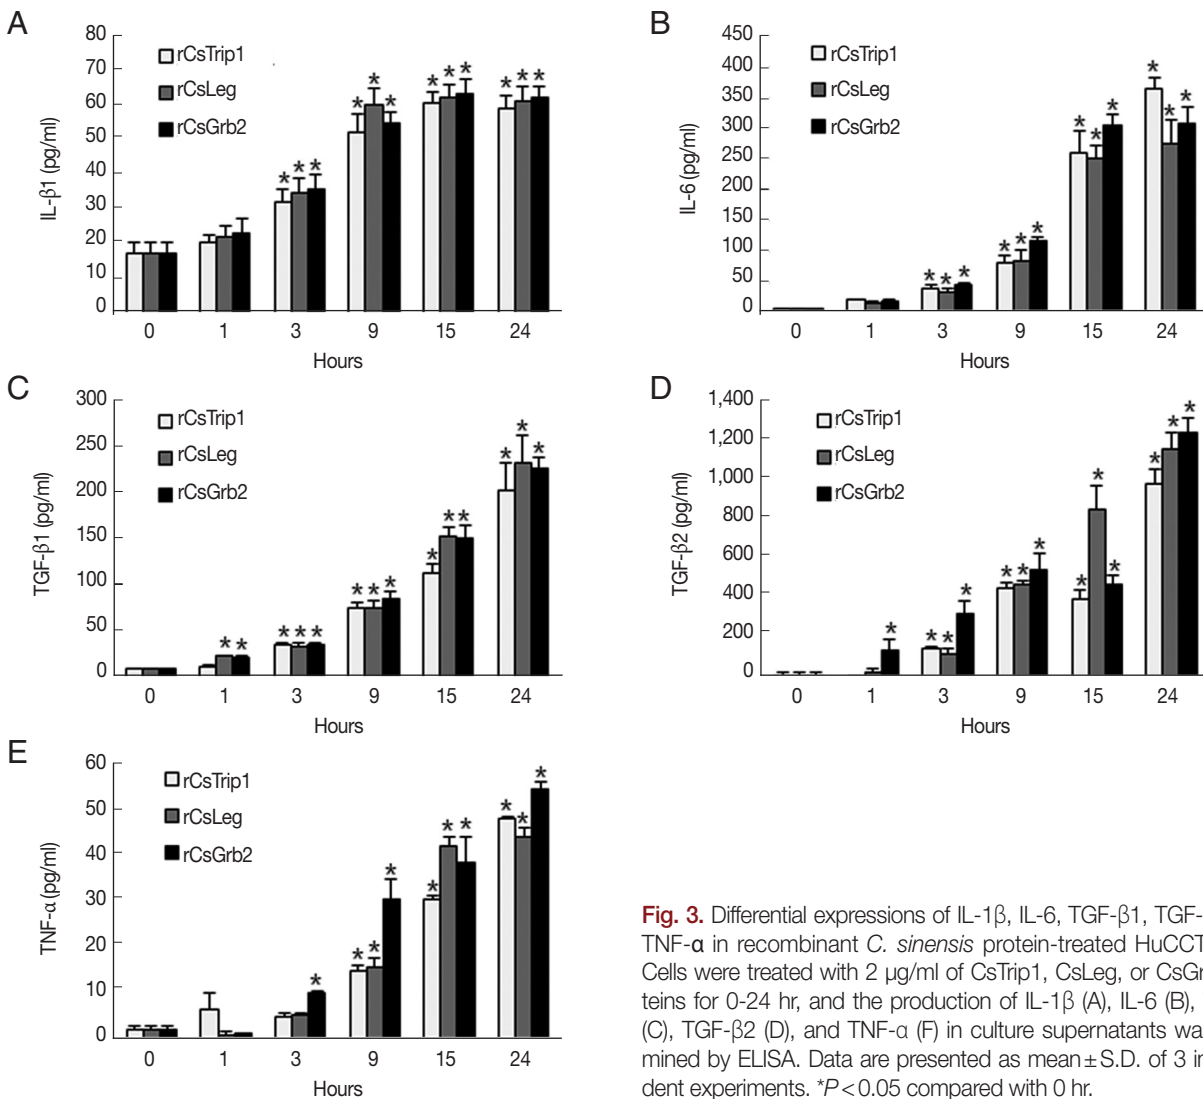 A
80
70
60
50
40
30
20
10
0
IL-β1 (pg/ml)
rCsTrip1
rCsLeg
rCsGrb2
* * * * * * * * * * * *
0 1 3 9 15 24
Hours
B
450
400
350
300
250
200
150
100
50
0
IL-6 (pg/ml)
rCsTrip1
rCsLeg
rCsGrb2
* * * * * * * * * * * *
0 1 3 9 15 24
Hours
C
300
250
200
150
100
50
0
TGF-β1 (pg/ml)
rCsTrip1
rCsLeg
rCsGrb2
* * * * * * * * * * * * * *
0 1 3 9 15 24
Hours
D
1,400
1,200
1,000
800
600
400
200
0
TGF-β2 (pg/ml)
rCsTrip1
rCsLeg
rCsGrb2
* * * * * * * * * * * * *
0 1 3 9 15 24
Hours
E
60
50
40
30
20
10
0
TNF-α (pg/ml)
rCsTrip1
rCsLeg
rCsGrb2
* * * * * * * * * *
0 1 3 9 15 24
Hours
Fig. 3. Differential expressions of IL-1β, IL-6, TGF-β1, TGF-
TNF-α in recombinant C. sinensis protein-treated HuCCT
Cells were treated with 2 µg/ml of CsTrip1, CsLeg, or CsGr
teins for 0-24 hr, and the production of IL-1β (A), IL-6 (B),
(C), TGF-β2 (D), and TNF-α (F) in culture supernatants wa
mined by ELISA. Data are presented as mean±S.D. of 3 in
dent experiments. *P<0.05 compared with 0 hr.